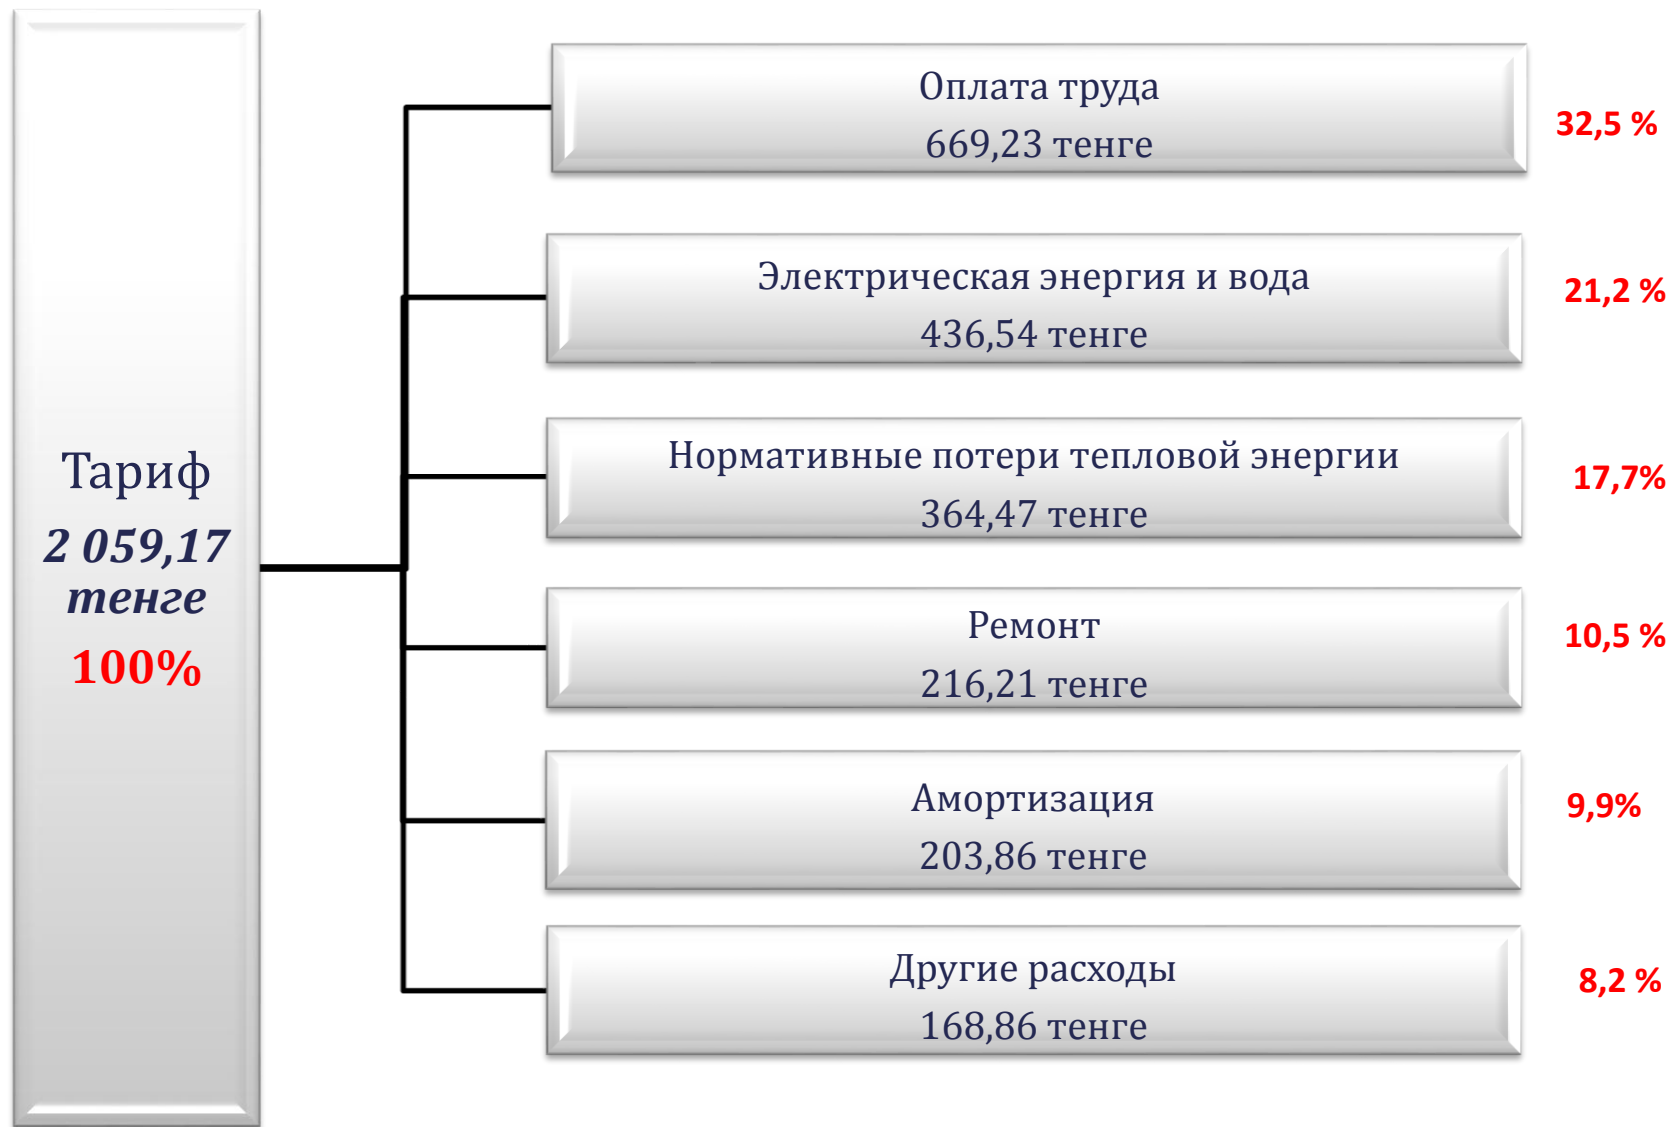 Тариф
2 059,17
тенге
100%
Оплата труда
669,23 тенге
32,5 %
Электрическая энергия и вода
436,54 тенге
21,2 %
Нормативные потери тепловой энергии
364,47 тенге
17,7%
Ремонт
216,21 тенге
10,5 %
Амортизация
203,86 тенге
9,9%
Другие расходы
168,86 тенге
8,2 %